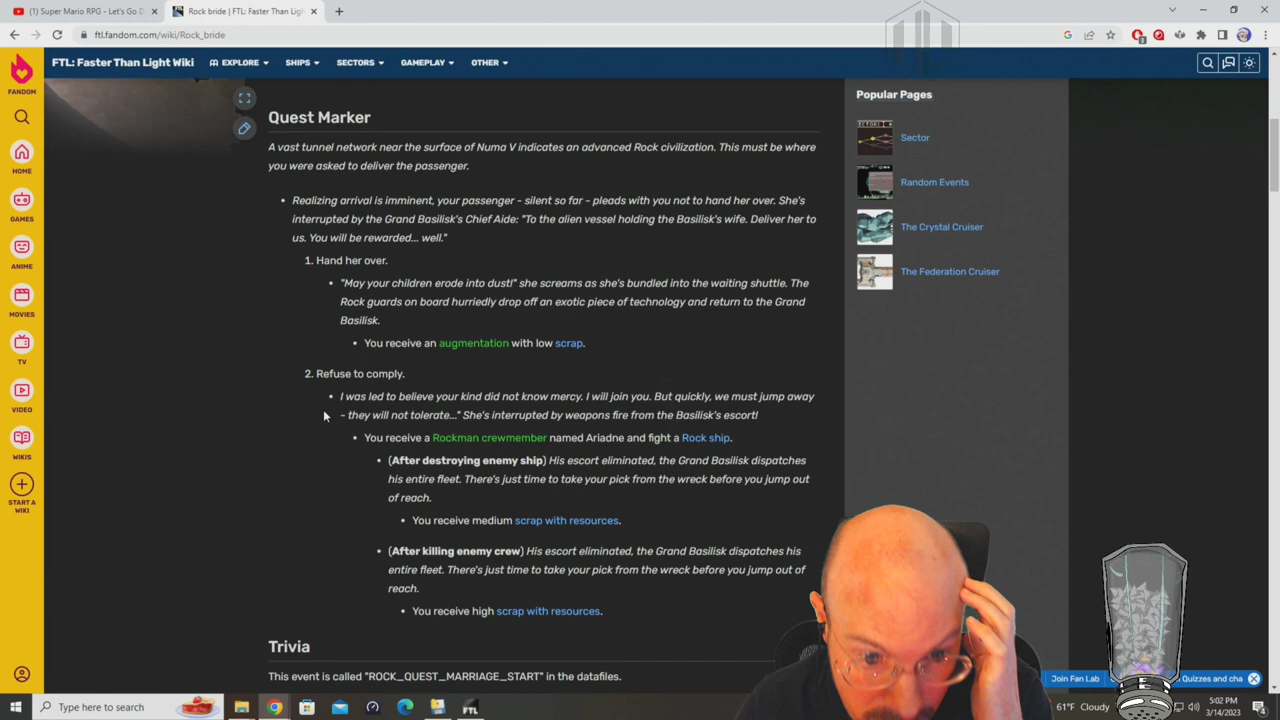 (1) Super Mario RPG - Let's Go D
Rock bride | FTL: Faster Than Ligh
ftl.fandom.com/wiki/Rock_bride
FANDOM
HOME
GAMES
ANIME
MOVIES
TV
VIDEO
WIKIS
START A
WIKI
FTL: Faster Than Light Wiki
EXPLORE
SHIPS
SECTORS
GAMEPLAY
OTHER
Quest Marker
A vast tunnel network near the surface of Numa V indicates an advanced Rock civilization. This must be where
you were asked to deliver the passenger.
Realizing arrival is imminent, your passenger - silent so far - pleads with you not to hand her over. She's
interrupted by the Grand Basilisk's Chief Aide: "To the alien vessel holding the Basilisk's wife. Deliver her to
us. You will be rewarded... well."
1. Hand her over.
"May your children erode into dust!" she screams as she's bundled into the waiting shuttle. The
Rock guards on board hurriedly drop off an exotic piece of technology and return to the Grand
Basilisk.
You receive an augmentation with low scrap.
2. Refuse to comply.
I was led to believe your kind did not know mercy. I will join you. But quickly, we must jump away
- they will not tolerate..." She's interrupted by weapons fire from the Basilisk's escort!
You receive a Rockman crewmember named Ariadne and fight a Rock ship.
(After destroying enemy ship) His escort eliminated, the Grand Basilisk dispatches
his entire fleet. There's just time to take your pick from the wreck before you jump out
of reach.
You receive medium scrap with resources.
(After killing enemy crew) His escort eliminated, the Grand Basilisk dispatches his
entire fleet. There's just time to take your pick from the wreck before you jump out of
reach.
You receive high scrap with resources.
Trivia
This event is called "ROCK_QUEST_MARRIAGE_START" in the datafiles.
Popular Pages
Sector
Random Events
The Crystal Cruiser
The Federation Cruiser
Join Fan Lab
Quizzes and cha
Type here to search
61°F Cloudy
5:02 PM
3/14/2023